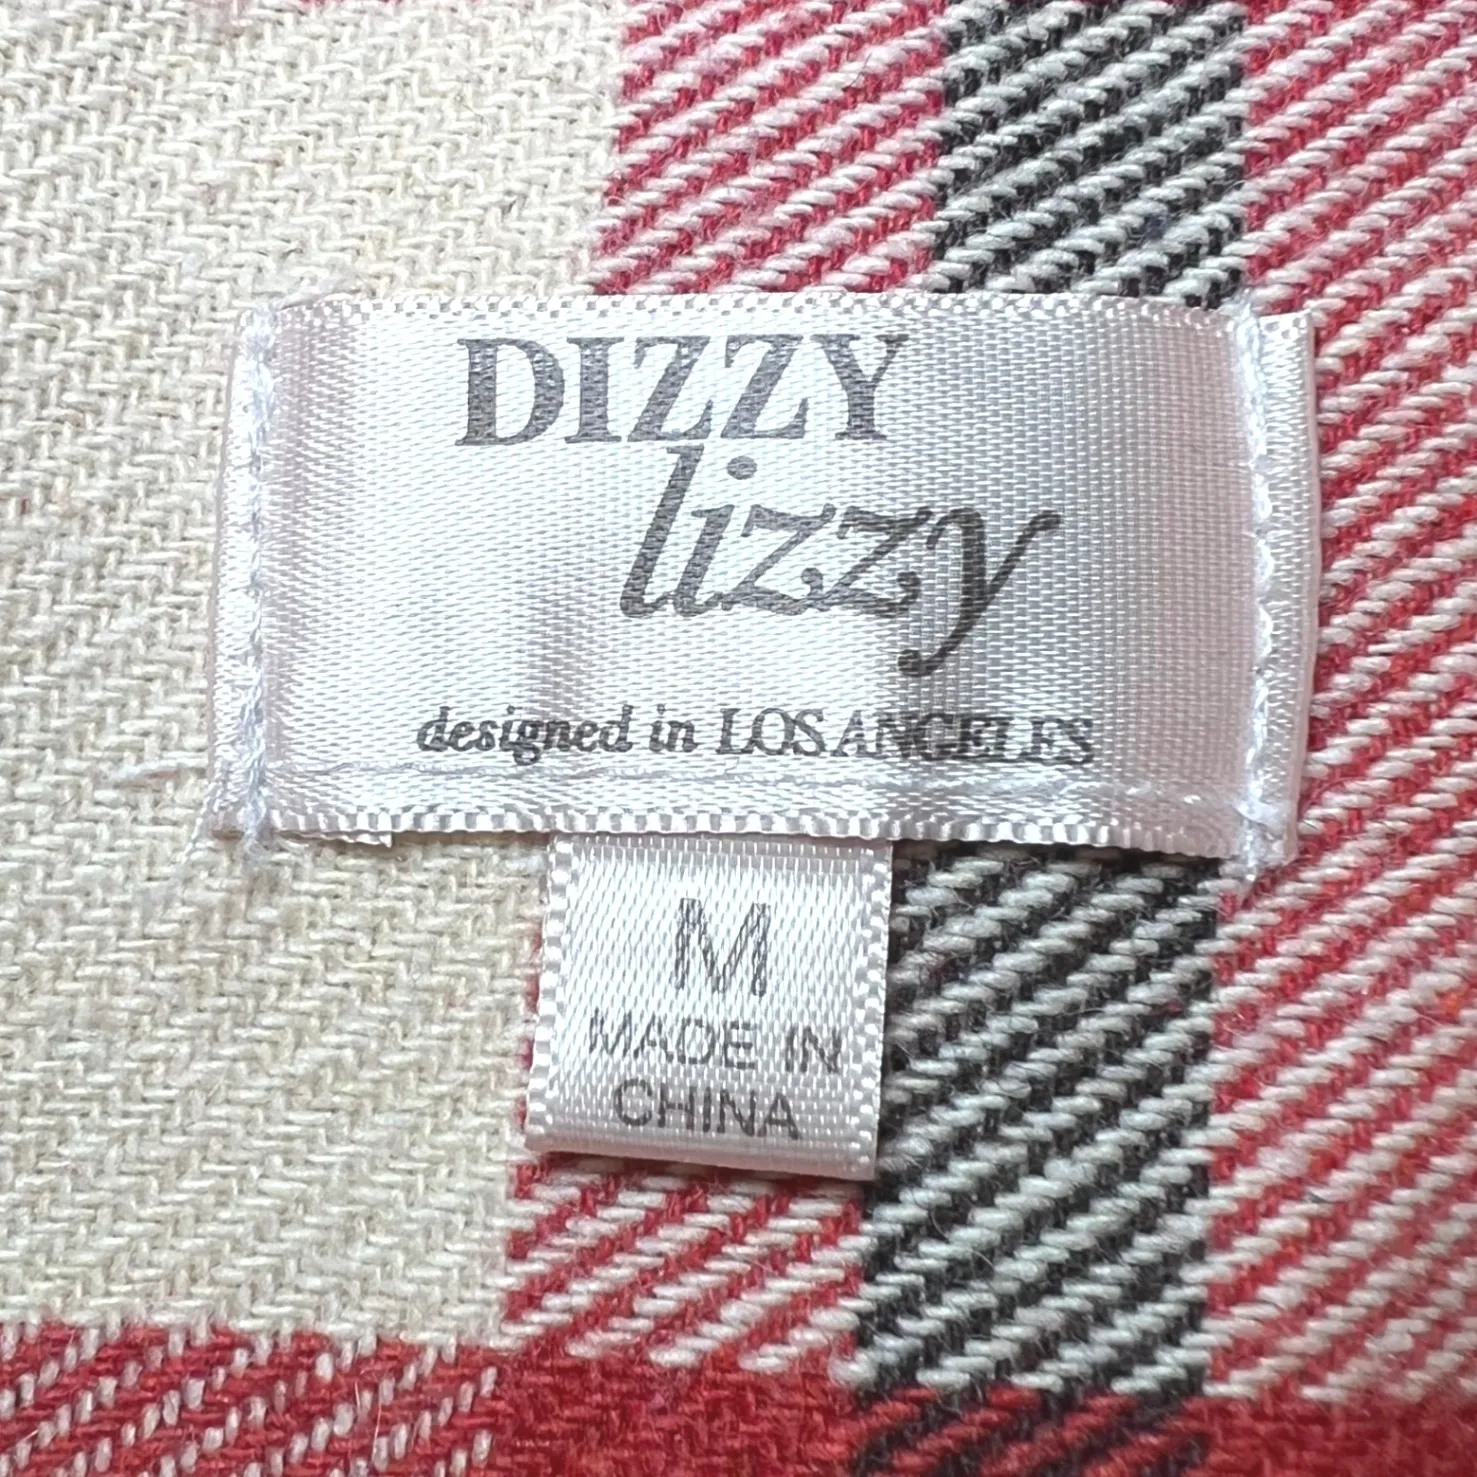 DIZZY
lizzy
designed in LOS ANGELES
M
MADE IN
CHINA